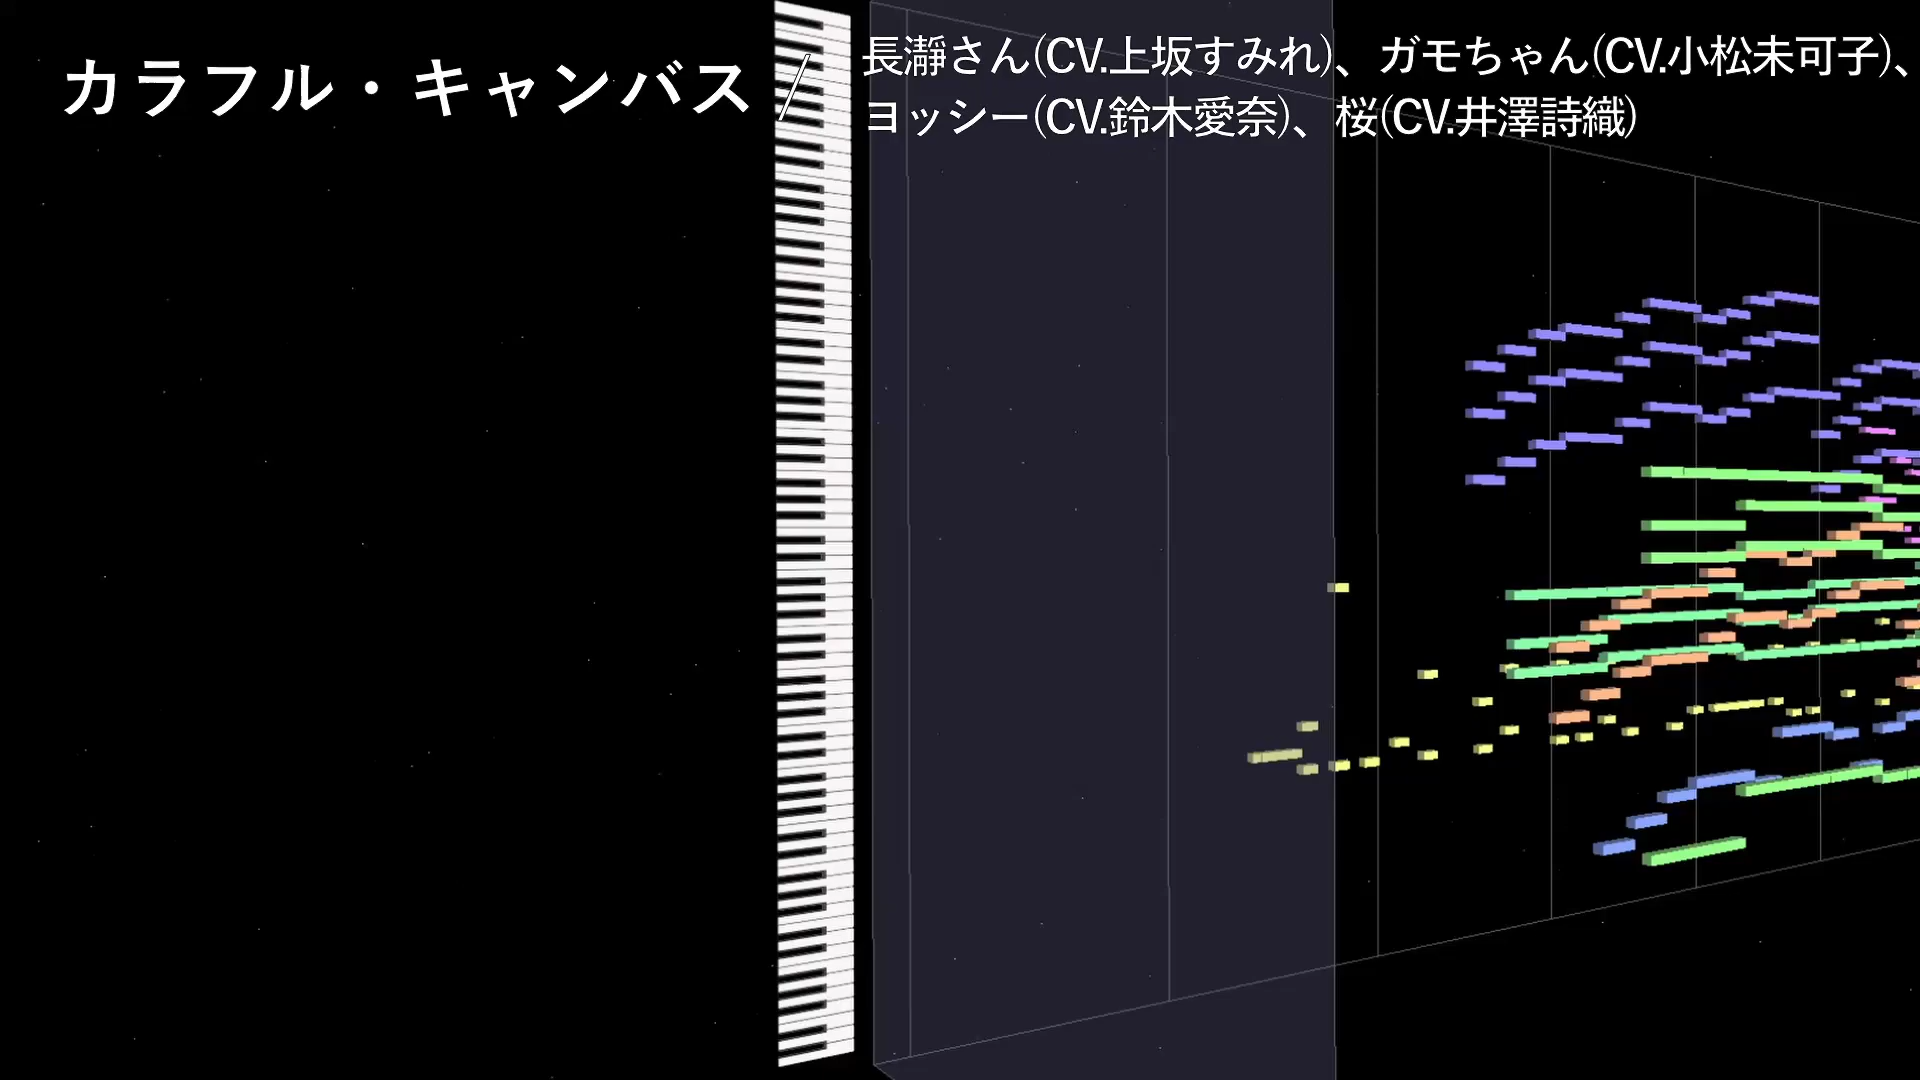 カラフル・キャンバス /
長瀞さん(CV.上坂すみれ)、ガモちゃん(CV.小松未可子)、
ヨッシー(CV.鈴木愛奈)、桜(CV.井澤詩織)